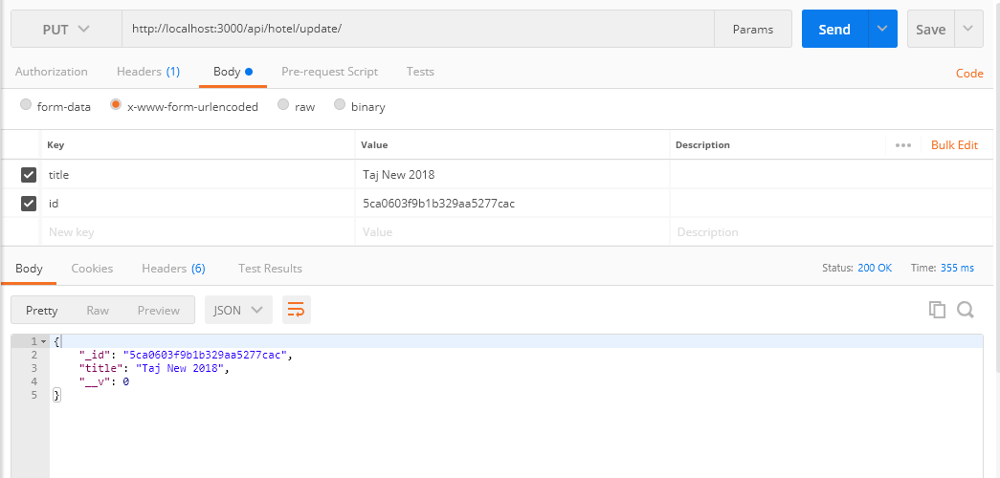 PUT http://localhost:3000/api/hotel/update/ Params Send Save
Authorization Headers (1) Body Pre-request Script Tests Code
form-data x-www-form-urlencoded raw binary
Key Value Description Bulk Edit
title Taj New 2018
id 5ca0603f9b1b329aa5277cac
New key Value Description
Body Cookies Headers (6) Test Results Status: 200 OK Time: 355 ms
Pretty Raw Preview JSON
1 {
2 "_id": "5ca0603f9b1b329aa5277cac",
3 "title": "Taj New 2018",
4 "__v": 0
5 }